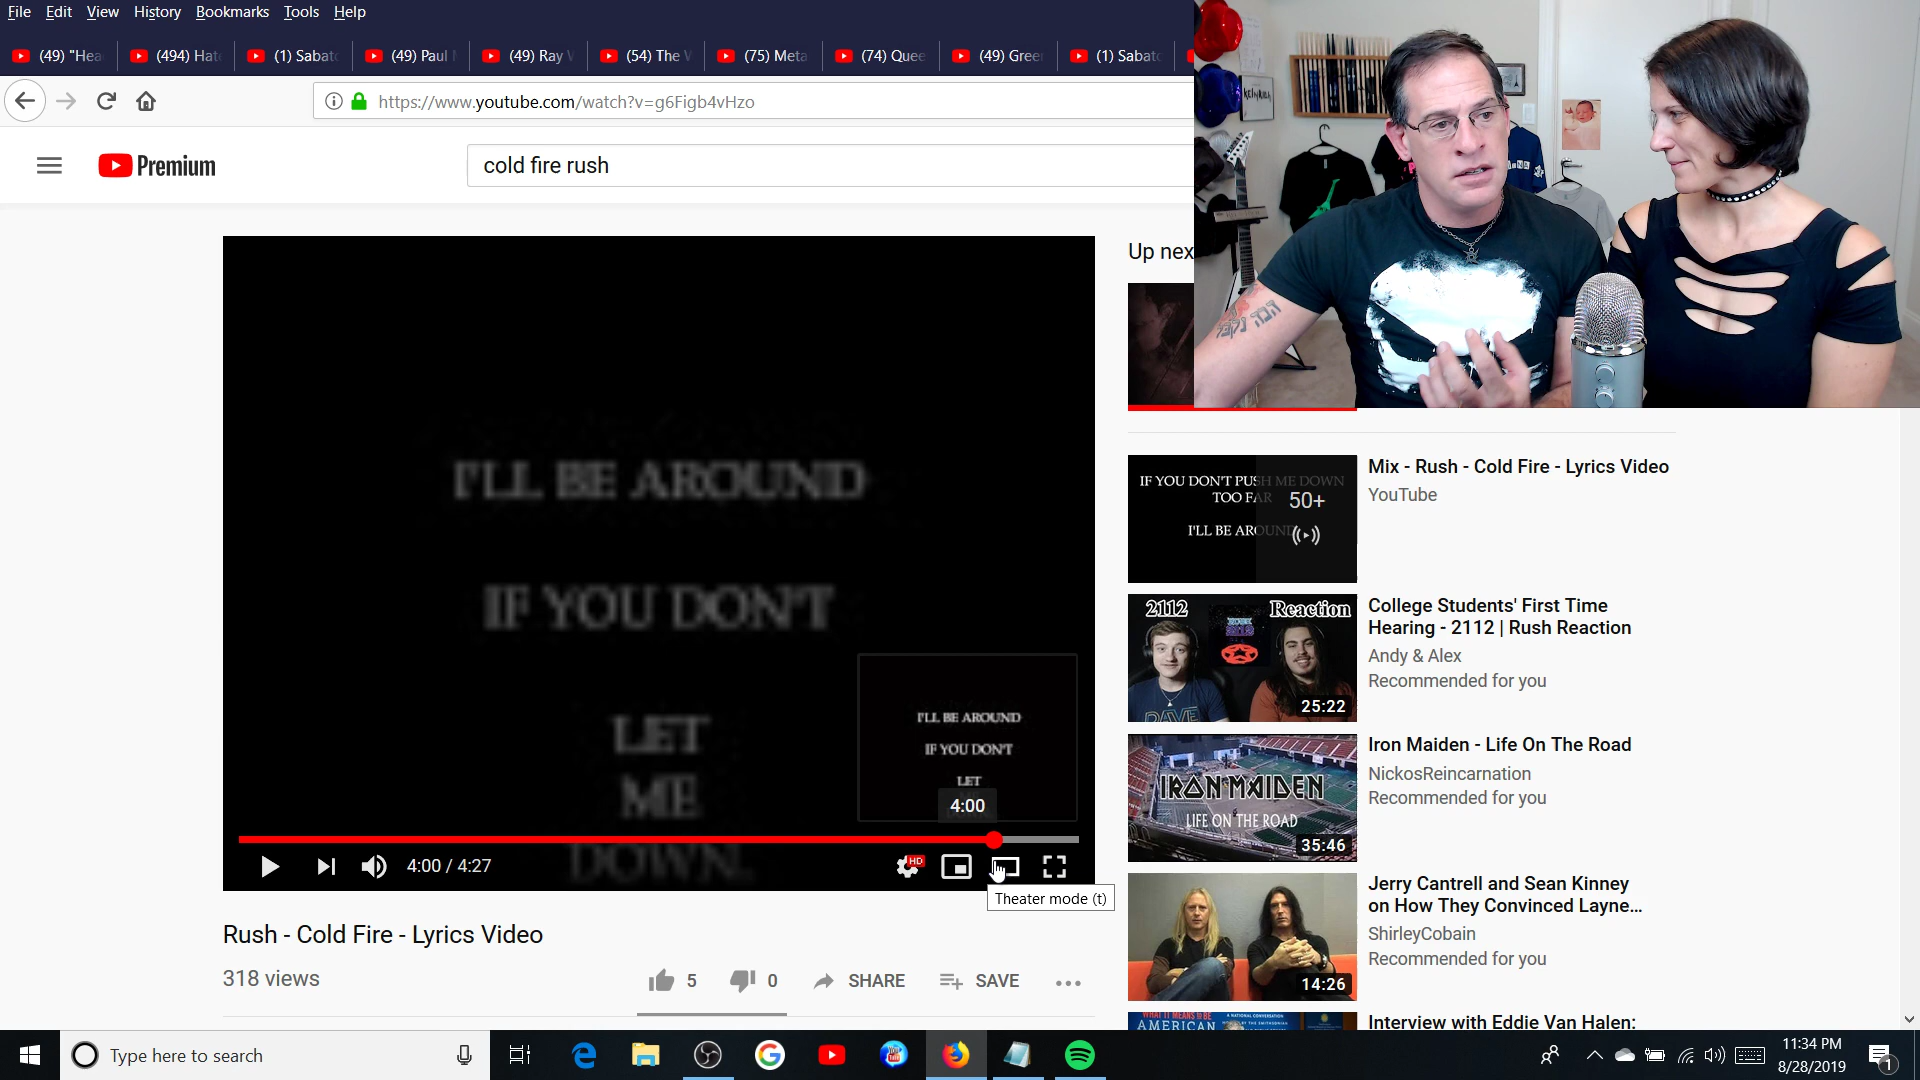 File Edit View History Bookmarks Tools Help
(49) "Hea (494) Hat (1) Sabat (49) Paul (49) Ray (54) The (75) Meta (74) Quee (49) Gree (1) Sabat
https://www.youtube.com/watch?v=g6Figb4vHzo
Premium
cold fire rush
Up nex
I'LL BE AROUND
IF YOU DON'T
LET
ME
DOWN.
I'LL BE AROUND
IF YOU DON'T
LET
4:00
4:00 / 4:27
HD
Theater mode (t)
Rush - Cold Fire - Lyrics Video
318 views
5 0 SHARE SAVE
IF YOU DON'T PUSH ME DOWN
TOO FAR
I'LL BE AROUND
50+
Mix - Rush - Cold Fire - Lyrics Video
YouTube
2112 Reaction
25:22
College Students' First Time
Hearing - 2112 | Rush Reaction
Andy & Alex
Recommended for you
IRON MAIDEN
LIFE ON THE ROAD
35:46
Iron Maiden - Life On The Road
NickosReincarnation
Recommended for you
14:26
Jerry Cantrell and Sean Kinney
on How They Convinced Layne...
ShirleyCobain
Recommended for you
WHAT IT MEANS TO BE
AMERICAN
Interview with Eddie Van Halen:
Type here to search
11:34 PM
8/28/2019
1